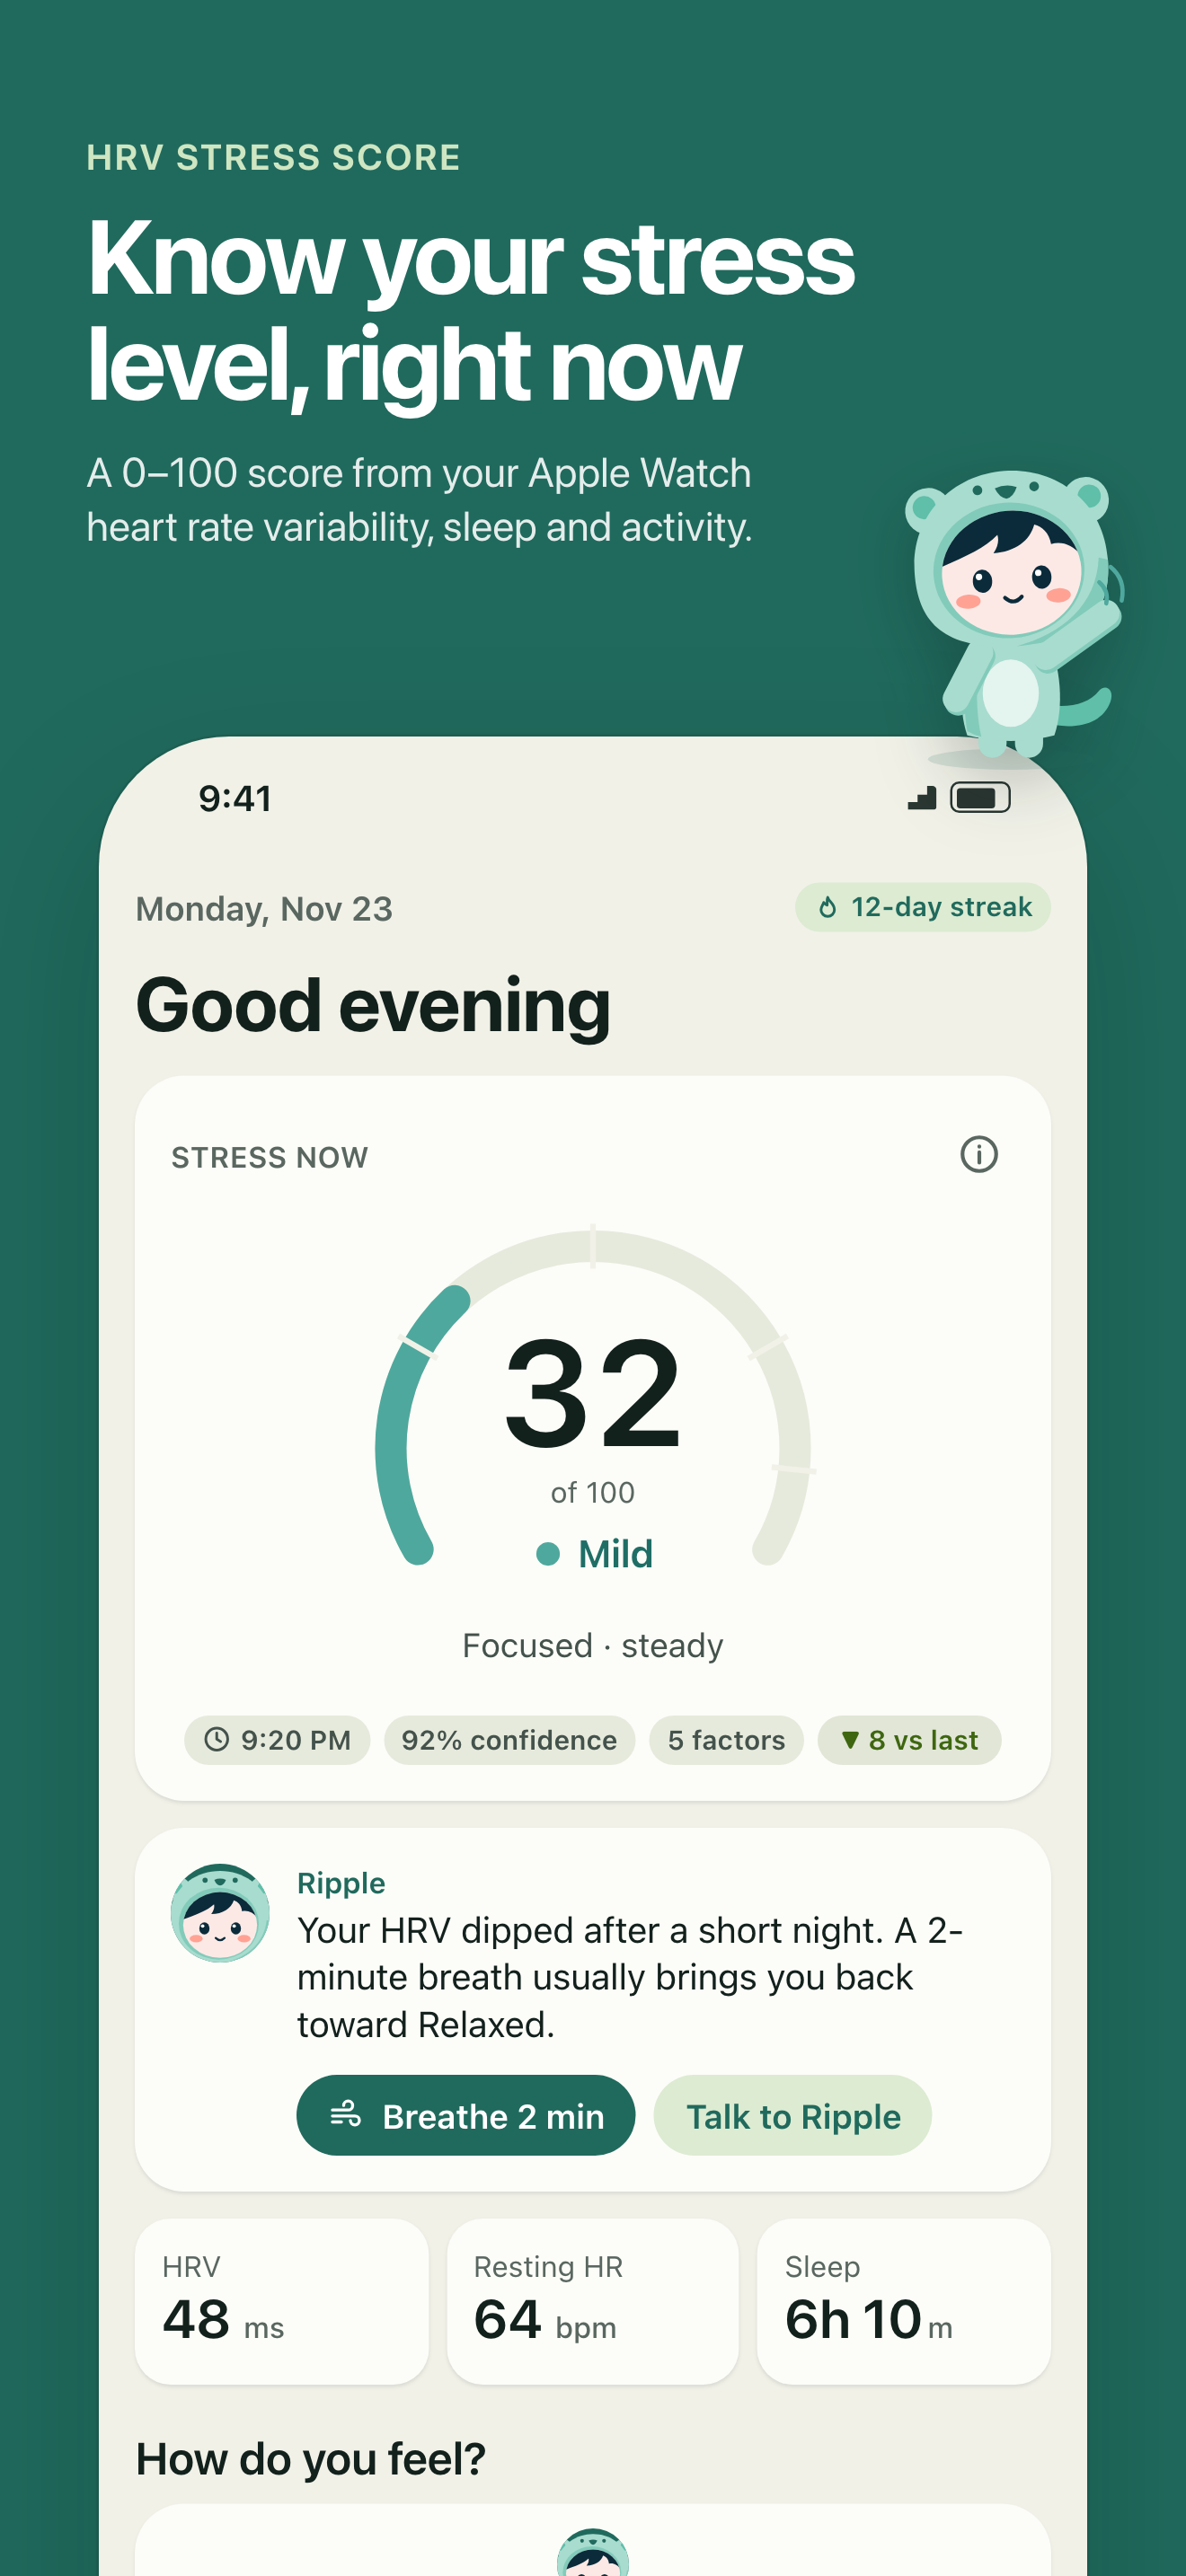 HRV STRESS SCORE
Know your stress
level, right now
A 0–100 score from your Apple Watch
heart rate variability, sleep and activity.
9:41
Monday, Nov 23
12-day streak
Good evening
STRESS NOW
32
of 100
Mild
Focused · steady
9:20 PM
92% confidence
5 factors
▼ 8 vs last
Ripple
Your HRV dipped after a short night. A 2-
minute breath usually brings you back
toward Relaxed.
Breathe 2 min
Talk to Ripple
HRV
48 ms
Resting HR
64 bpm
Sleep
6h 10 m
How do you feel?